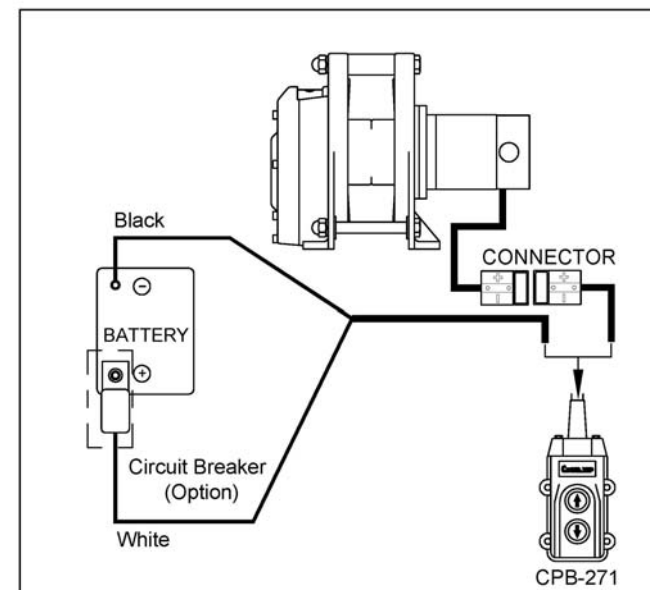 Black
CONNECTOR
+
−
+
−
−
BATTERY
+
Circuit Breaker
(Option)
White
CPB-271